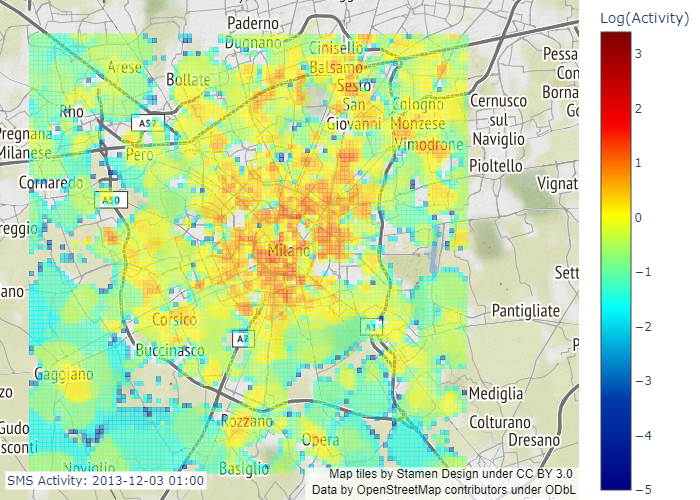 Log(Activity)
Paderno
Dugnano
Cinisello
Balsamo
Arese
Bollate
Sesto
San
Giovanni
Cologno
Monzese
Vimodrone
Cernusco
sul
Naviglio
Pioltello
Pessa
Con
Borna
Go
Vignat
Rho
A52
Pregnana
Milanese
Pero
Cornaredo
A50
reggio
Milano
Sett
ano
Pantigliate
Corsico
A7
A1
Buccinasco
P
Gaggiano
zo
Mediglia
Gudo
sconti
Rozzano
Colturano
Dresano
Opera
Noviglio
Basiglio
SMS Activity: 2013-12-03 01:00
Map tiles by Stamen Design under CC BY 3.0
Data by OpenStreetMap contributors under ODbL
3
2
1
0
−1
−2
−3
−4
−5